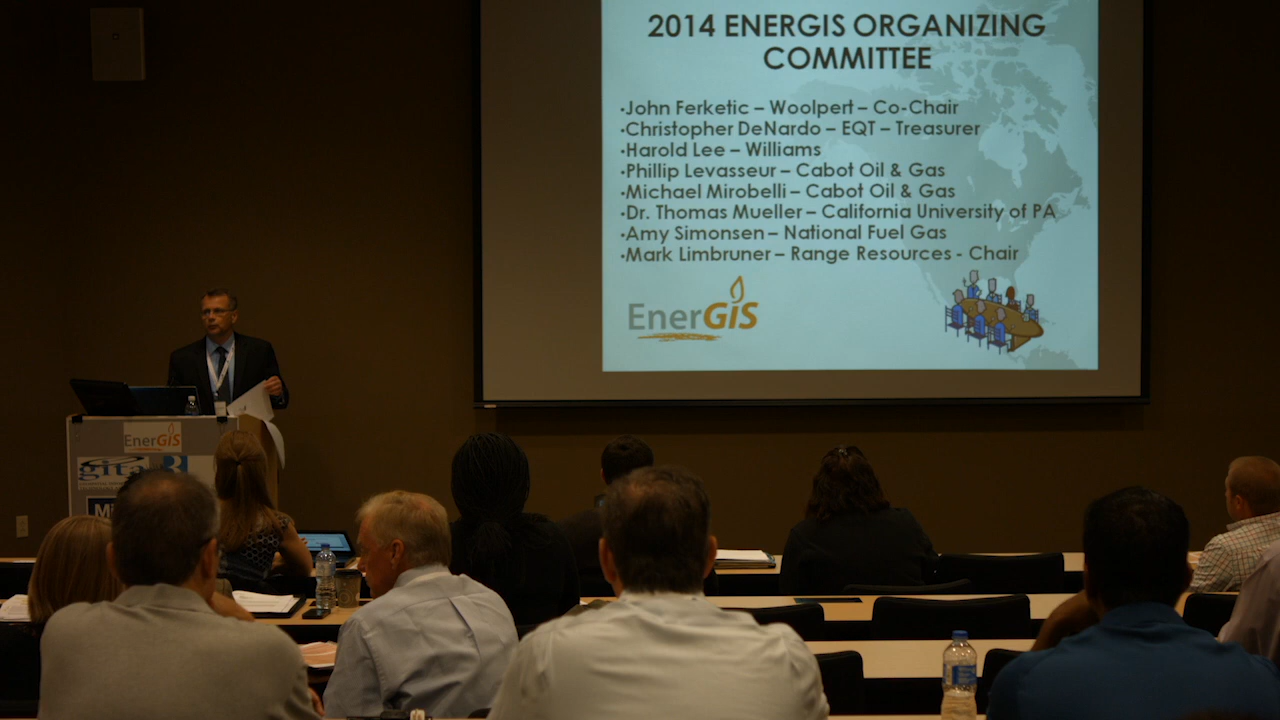 2014 ENERGIS ORGANIZING
COMMITTEE
•John Ferketic – Woolpert – Co-Chair
•Christopher DeNardo – EQT – Treasurer
•Harold Lee – Williams
•Phillip Levasseur – Cabot Oil & Gas
•Michael Mirobelli – Cabot Oil & Gas
•Dr. Thomas Mueller – California University of PA
•Amy Simonsen – National Fuel Gas
•Mark Limbruner – Range Resources - Chair
EnerGIS
EnerGIS
gita